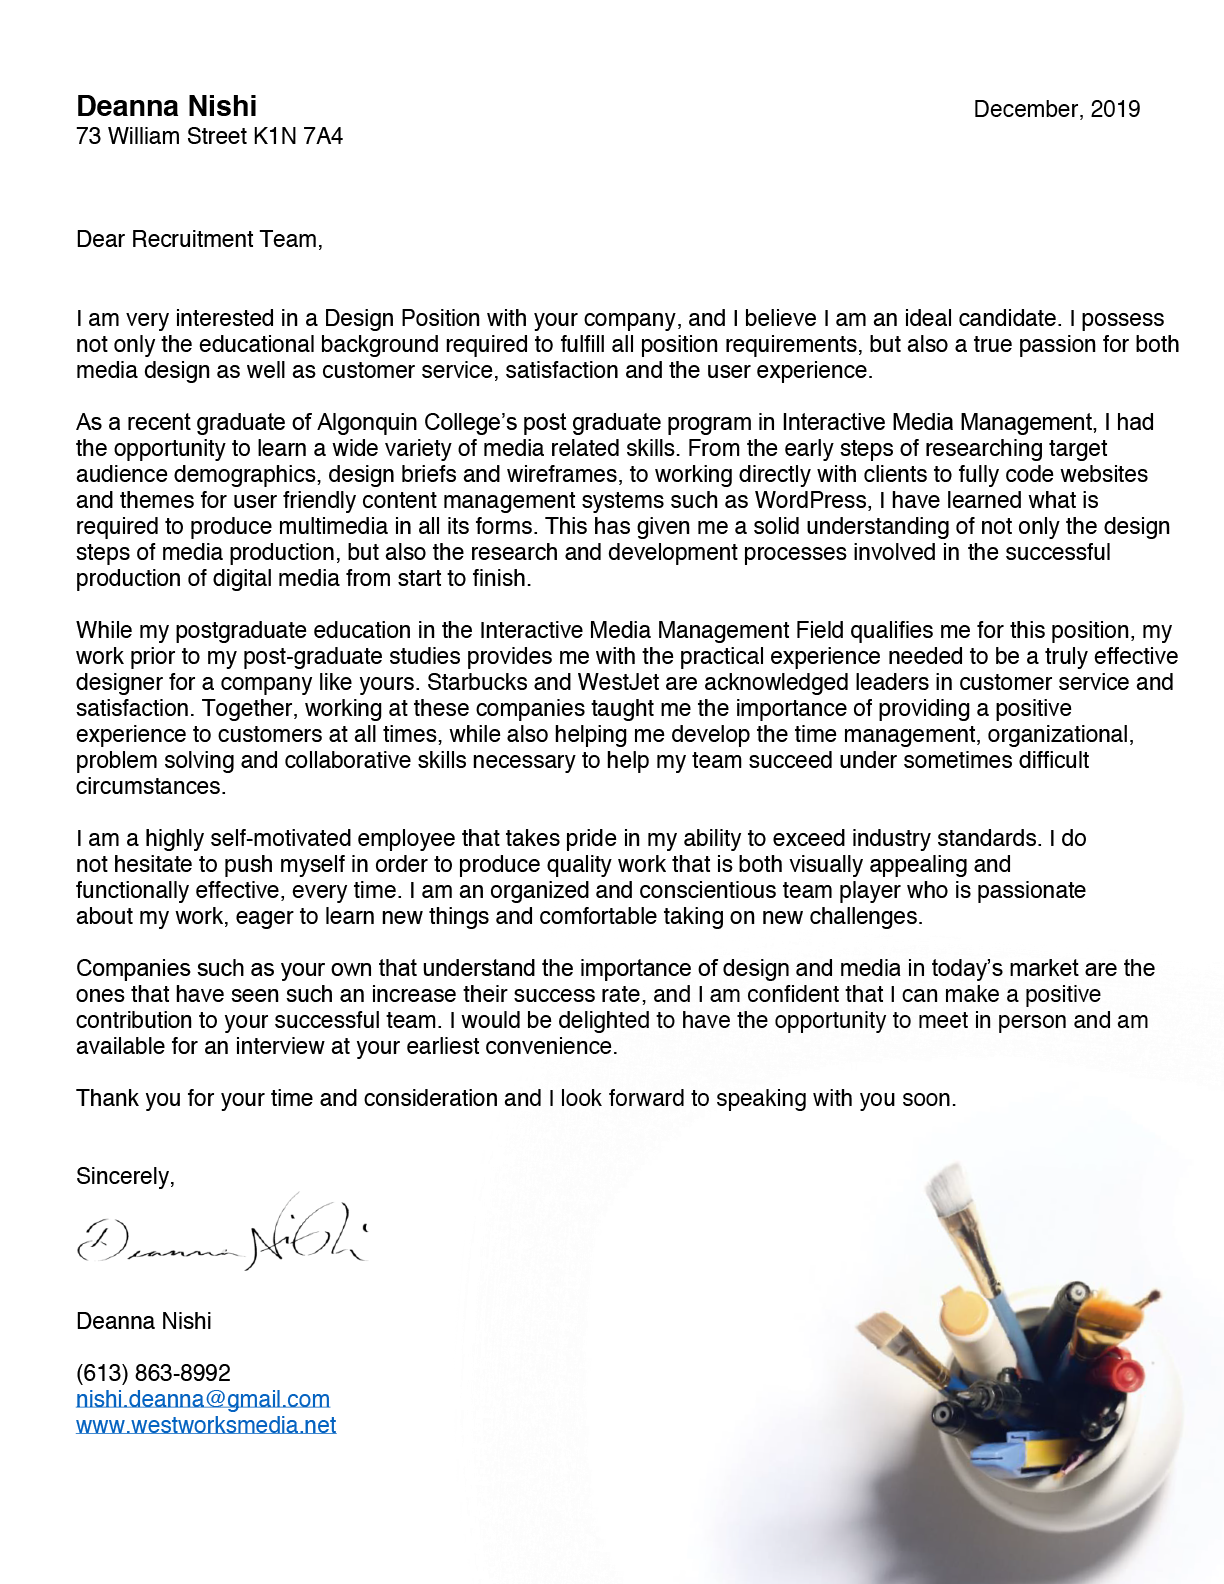 Deanna Nishi
December, 2019
73 William Street K1N 7A4
Dear Recruitment Team,
I am very interested in a Design Position with your company, and I believe I am an ideal candidate. I possess
not only the educational background required to fulfill all position requirements, but also a true passion for both
media design as well as customer service, satisfaction and the user experience.
As a recent graduate of Algonquin College’s post graduate program in Interactive Media Management, I had
the opportunity to learn a wide variety of media related skills. From the early steps of researching target
audience demographics, design briefs and wireframes, to working directly with clients to fully code websites
and themes for user friendly content management systems such as WordPress, I have learned what is
required to produce multimedia in all its forms. This has given me a solid understanding of not only the design
steps of media production, but also the research and development processes involved in the successful
production of digital media from start to finish.
While my postgraduate education in the Interactive Media Management Field qualifies me for this position, my
work prior to my post-graduate studies provides me with the practical experience needed to be a truly effective
designer for a company like yours. Starbucks and WestJet are acknowledged leaders in customer service and
satisfaction. Together, working at these companies taught me the importance of providing a positive
experience to customers at all times, while also helping me develop the time management, organizational,
problem solving and collaborative skills necessary to help my team succeed under sometimes difficult
circumstances.
I am a highly self-motivated employee that takes pride in my ability to exceed industry standards. I do
not hesitate to push myself in order to produce quality work that is both visually appealing and
functionally effective, every time. I am an organized and conscientious team player who is passionate
about my work, eager to learn new things and comfortable taking on new challenges.
Companies such as your own that understand the importance of design and media in today’s market are the
ones that have seen such an increase their success rate, and I am confident that I can make a positive
contribution to your successful team. I would be delighted to have the opportunity to meet in person and am
available for an interview at your earliest convenience.
Thank you for your time and consideration and I look forward to speaking with you soon.
Sincerely,
Deanna Nishi
Deanna Nishi
(613) 863-8992
nishi.deanna@gmail.com
www.westworksmedia.net